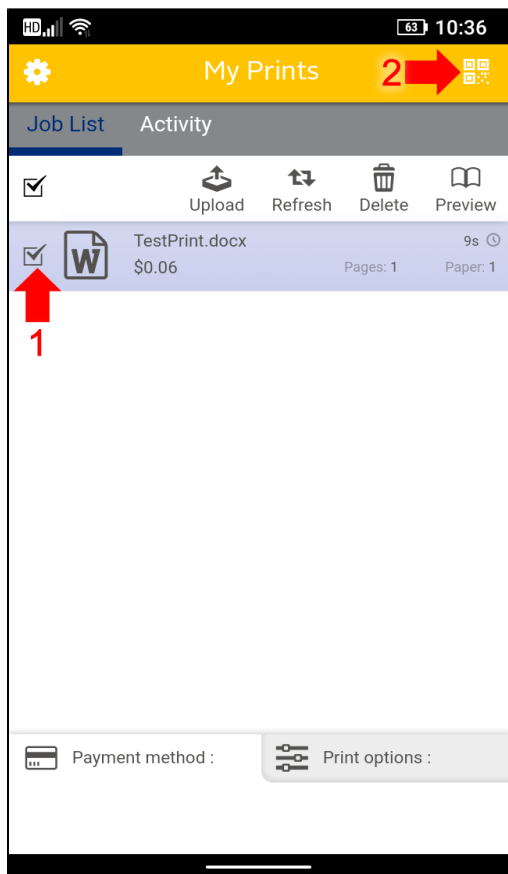 HD 63 10:36
My Prints 2
Job List Activity
Upload Refresh Delete Preview
W TestPrint.docx 9s
$0.06 Pages: 1 Paper: 1
1
Payment method : Print options :